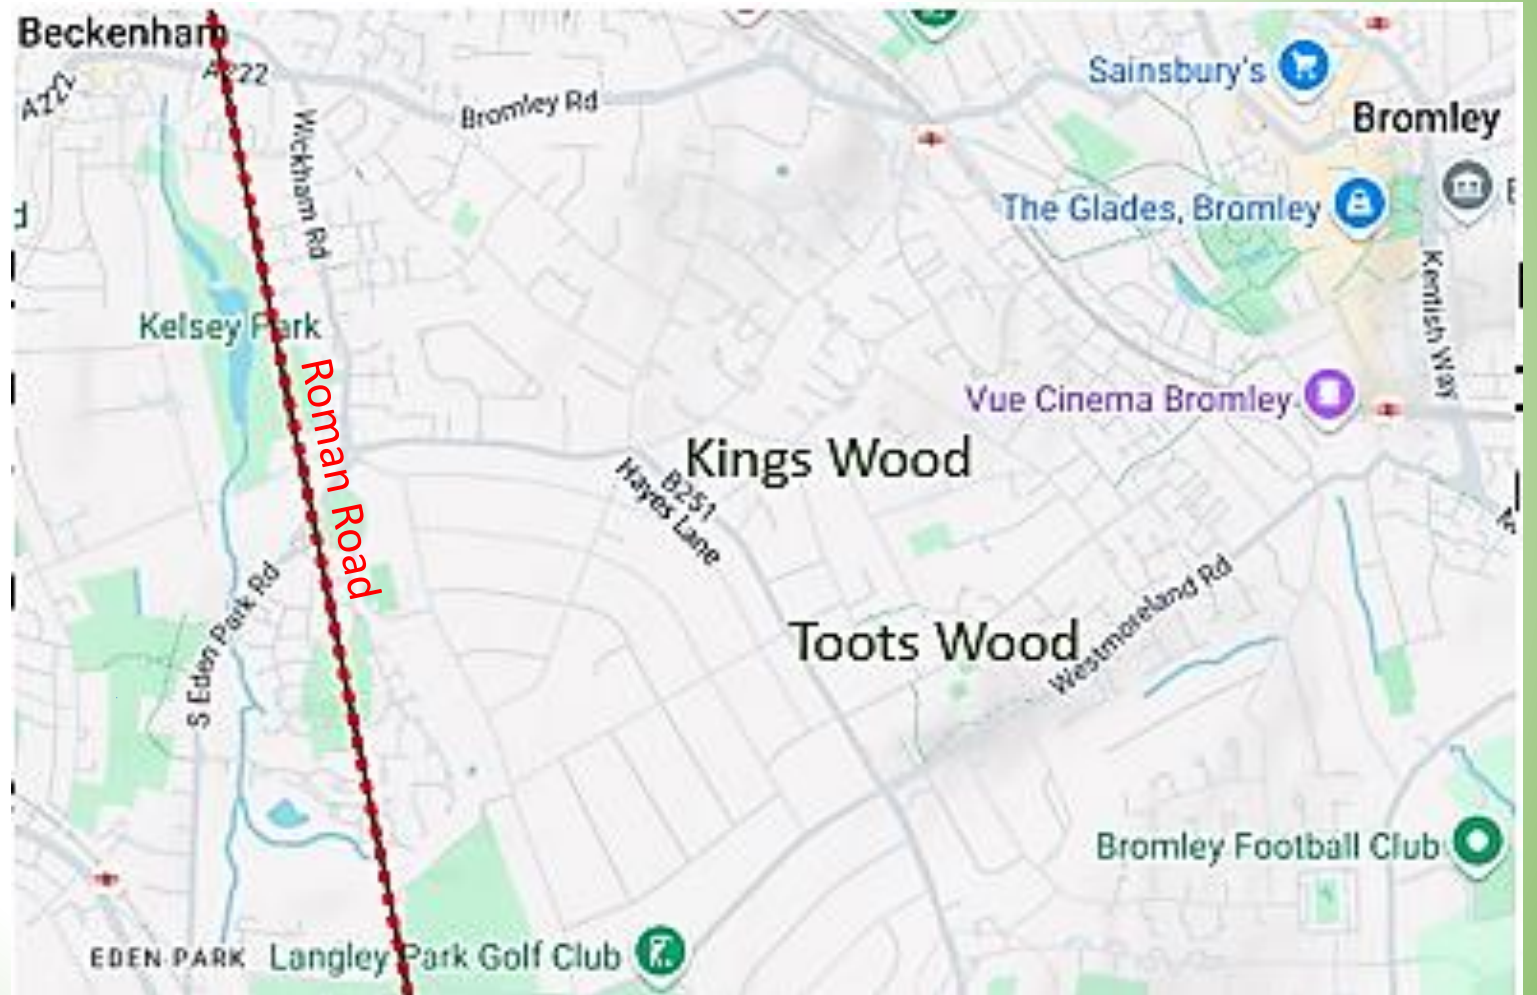 Beckenham
A222
A222
Bromley Rd
Sainsbury's
Bromley
Wickham Rd
The Glades, Bromley
Kelsey Park
Kentish Way
Roman Road
Vue Cinema Bromley
Kings Wood
B251
Hayes Lane
S Eden Park Rd
Toots Wood
Westmoreland Rd
Bromley Football Club
EDEN PARK
Langley Park Golf Club